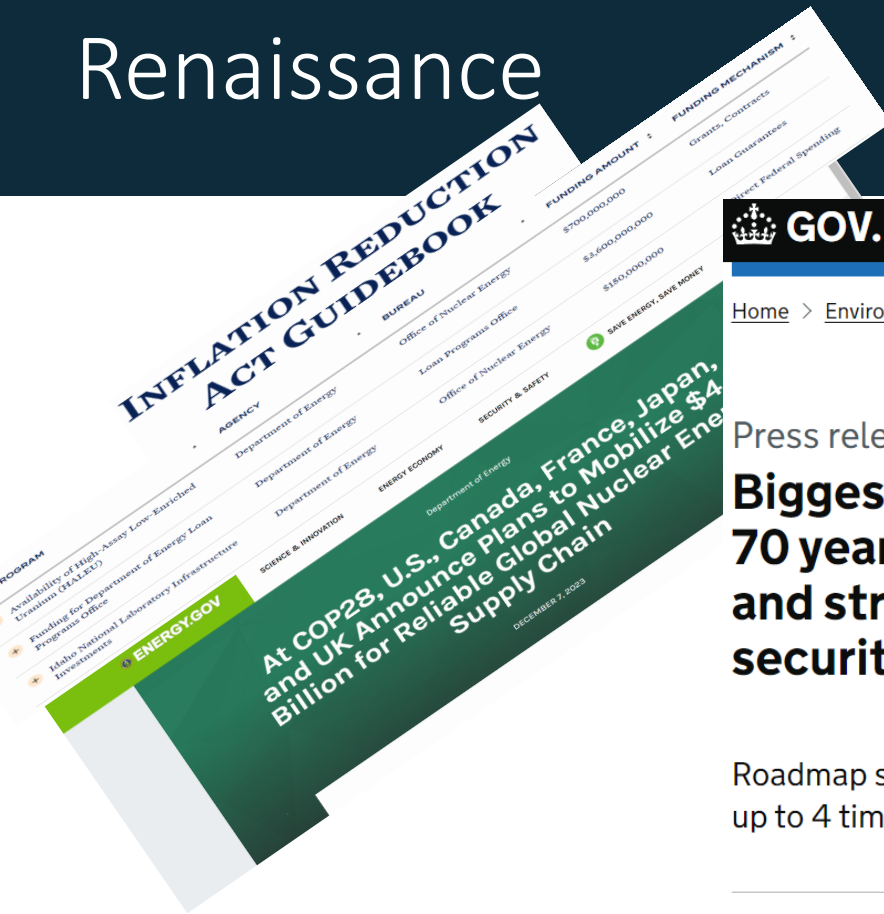 Renaissance
INFLATION REDUCTION
ACT GUIDEBOOK
PROGRAM
AGENCY
BUREAU
FUNDING AMOUNT
FUNDING MECHANISM
Availability of High-Assay Low-Enriched
Uranium (HALEU)
Department of Energy
Office of Nuclear Energy
$700,000,000
Grants, Contracts
Funding for Department of Energy Loan
Programs Office
Department of Energy
Loan Programs Office
$3,600,000,000
Loan Guarantees
Idaho National Laboratory Infrastructure
Investments
Department of Energy
Office of Nuclear Energy
$150,000,000
Direct Federal Spending
ENERGY.GOV
SCIENCE & INNOVATION
ENERGY ECONOMY
SECURITY & SAFETY
SAVE ENERGY, SAVE MONEY
Department of Energy
At COP28, U.S., Canada, France, Japan,
and UK Announce Plans to Mobilize $4.
Billion for Reliable Global Nuclear Ene
Supply Chain
DECEMBER 7, 2023
GOV.
Home > Enviro
Press rele
Bigges
70 year
and str
securit
Roadmap s
up to 4 tim